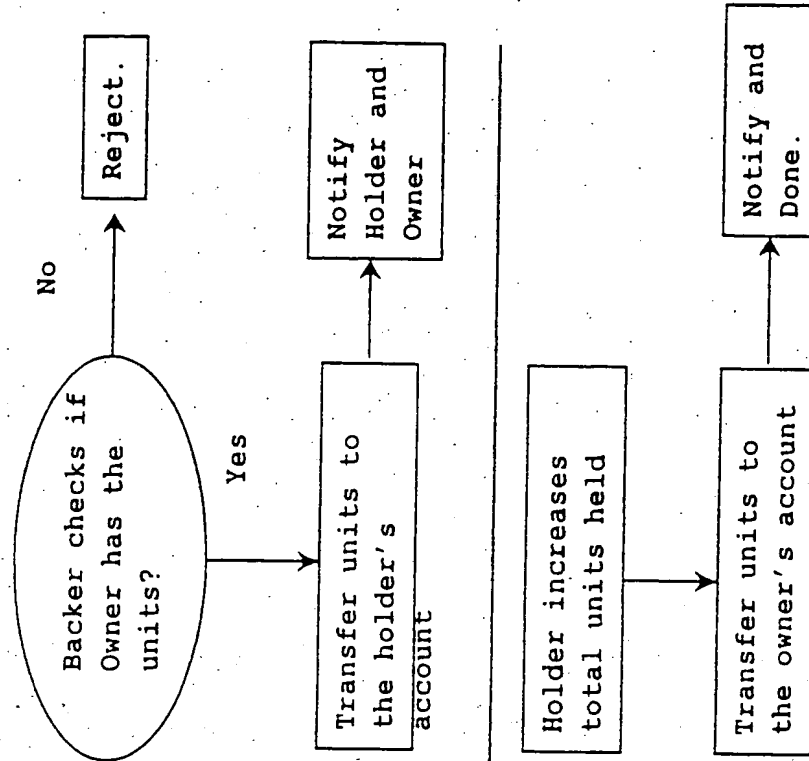 Backer checks if
Owner has the
units?
No
Reject.
Yes
Transfer units to
the holder's
account
Notify
Holder and
Owner
Holder increases
total units held
Transfer units to
the owner's account
Notify and
Done.